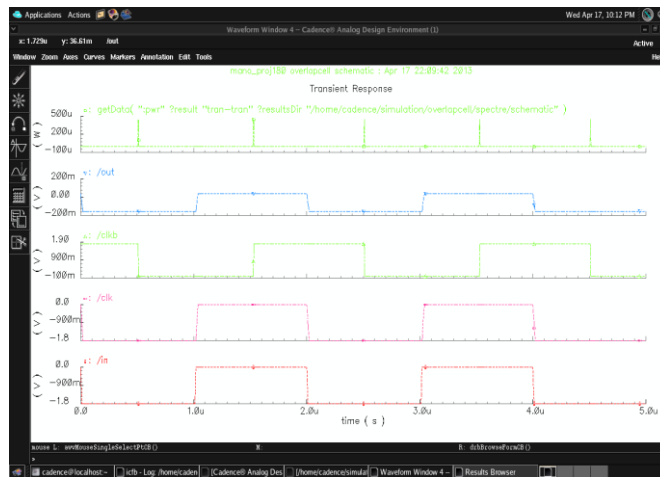 Applications Actions Wed Apr 17, 10:12 PM
Waveform Window 4 – Cadence® Analog Design Environment (1)
x: 1.729u y: 36.61m /out Active
Window Zoom Axes Curves Markers Annotation Edit Tools He
mano_proj180 overlapcell schematic : Apr 17 22:09:42 2013
Transient Response
: getData( ":pwr" ?result "tran-tran" ?resultsDir "/home/cadence/simulation/overlapcell/spectre/schematic" )
500u
200u
-100u
( W )
: /out
200m
0.00
-200m
( V )
: /clkb
1.90
900m
-100m
( V )
: /clk
0.0
-900m
-1.8
( V )
: /in
0.0
-900m
-1.8
( V )
0.0 1.0u 2.0u 3.0u 4.0u 5.0u
time ( s )
mouse L: awvMouseSingleSelectPtCB() M: R: drbBrowseFormCB()
>
cadence@localhost:~ icfb - Log: /home/caden [Cadence® Analog Des [/home/cadence/simulat Waveform Window 4 – Results Browser